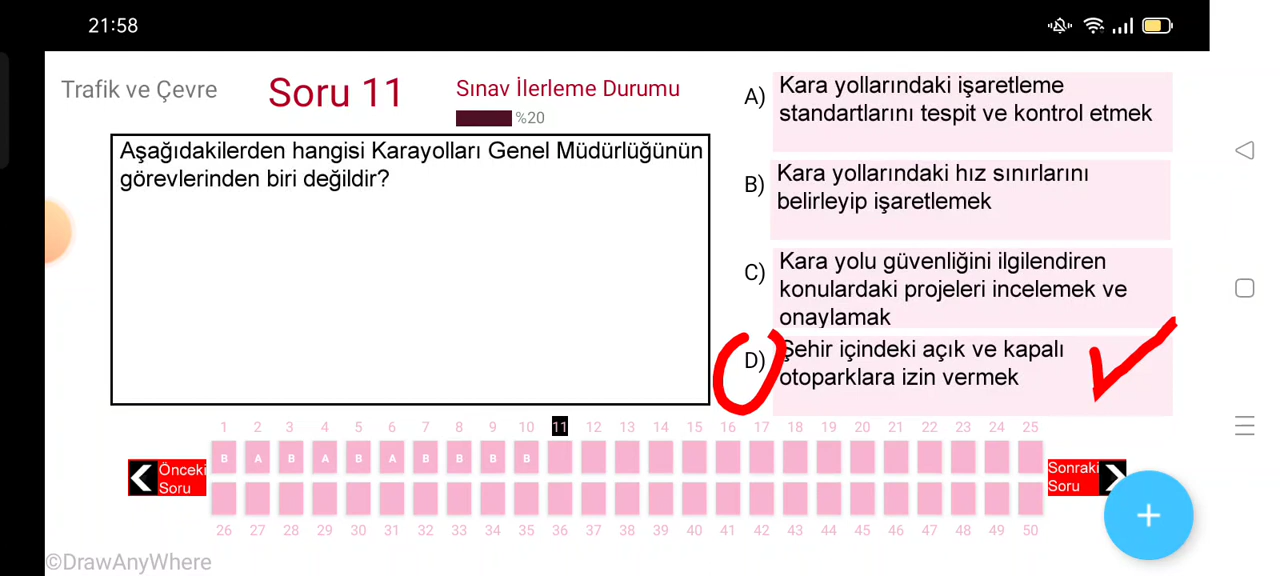 21:58
Trafik ve Çevre
Soru 11
Sınav İlerleme Durumu
%20
Aşağıdakilerden hangisi Karayolları Genel Müdürlüğünün
görevlerinden biri değildir?
A) Kara yollarındaki işaretleme
standartlarını tespit ve kontrol etmek
B) Kara yollarındaki hız sınırlarını
belirleyip işaretlemek
C) Kara yolu güvenliğini ilgilendiren
konulardaki projeleri incelemek ve
onaylamak
D) Şehir içindeki açık ve kapalı
otoparklara izin vermek
1 2 3 4 5 6 7 8 9 10 11 12 13 14 15 16 17 18 19 20 21 22 23 24 25
B A B A B A B B B B
Önceki
Soru
Sonraki
Soru
26 27 28 29 30 31 32 33 34 35 36 37 38 39 40 41 42 43 44 45 46 47 48 49 50
©DrawAnyWhere